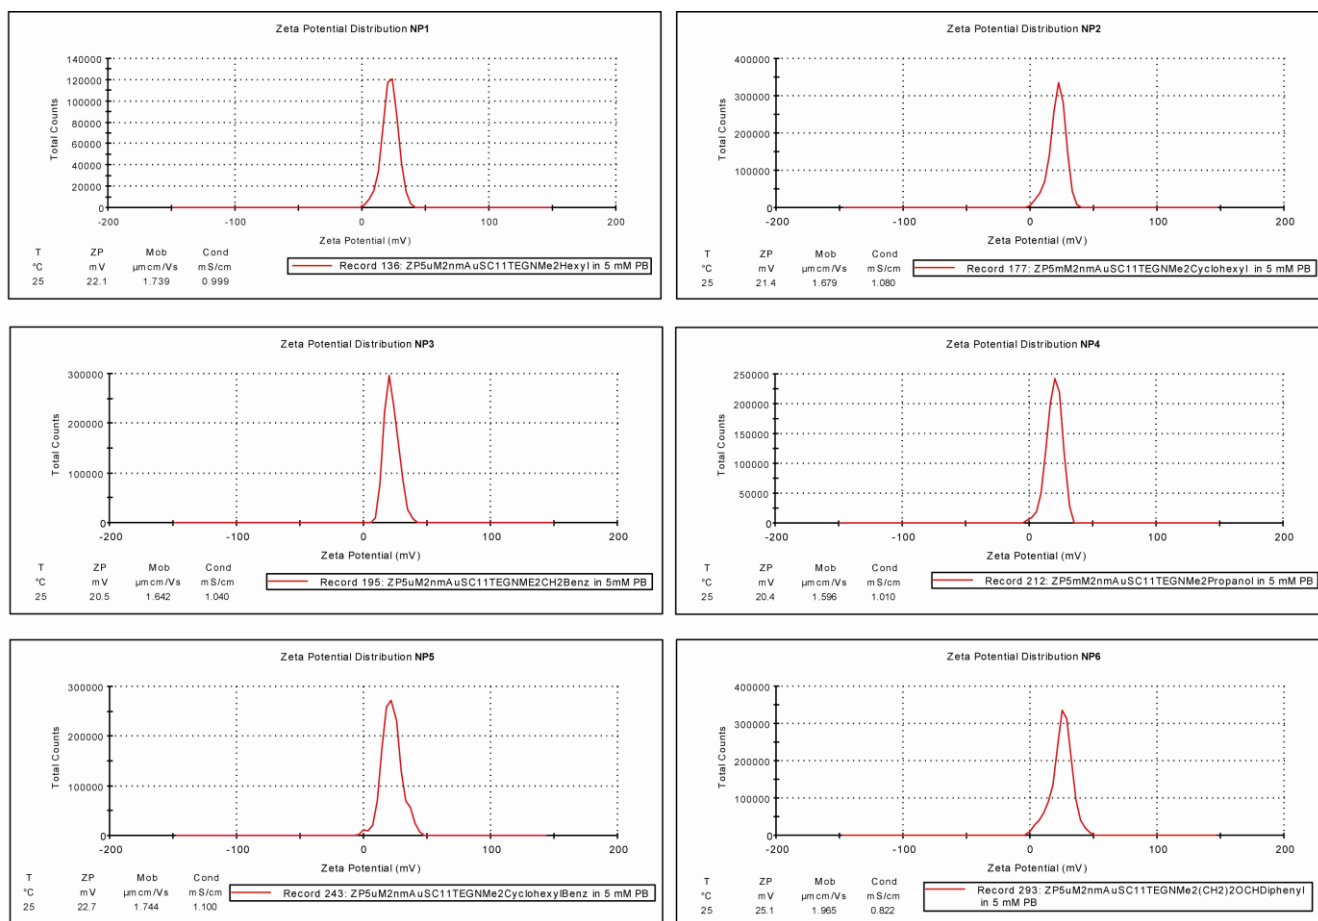 Zeta Potential Distribution NP1
140000
120000
100000
80000
60000
40000
20000
0
Total Counts
-200 -100 0 100 200
Zeta Potential (mV)
T ZP Mob Cond
°C mV µmcm/Vs mS/cm
25 22.1 1.739 0.999
Record 136: ZP5uM2nmAuSC11TEGNMe2Hexyl in 5 mM PB
Zeta Potential Distribution NP2
400000
300000
200000
100000
0
Total Counts
-200 -100 0 100 200
Zeta Potential (mV)
T ZP Mob Cond
°C mV µmcm/Vs mS/cm
25 21.4 1.679 1.080
Record 177: ZP5mM2nmAuSC11TEGNMe2Cyclohexyl in 5 mM PB
Zeta Potential Distribution NP3
300000
200000
100000
0
Total Counts
-200 -100 0 100 200
Zeta Potential (mV)
T ZP Mob Cond
°C mV µmcm/Vs mS/cm
25 20.5 1.642 1.040
Record 195: ZP5uM2nmAuSC11TEGNME2CH2Benz in 5mM PB
Zeta Potential Distribution NP4
250000
200000
150000
100000
50000
0
Total Counts
-200 -100 0 100 200
Zeta Potential (mV)
T ZP Mob Cond
°C mV µmcm/Vs mS/cm
25 20.4 1.596 1.010
Record 212: ZP5mM2nmAuSC11TEGNMe2Propanol in 5 mM PB
Zeta Potential Distribution NP5
300000
200000
100000
0
Total Counts
-200 -100 0 100 200
Zeta Potential (mV)
T ZP Mob Cond
°C mV µmcm/Vs mS/cm
25 22.7 1.744 1.100
Record 243: ZP5uM2nmAuSC11TEGNMe2CyclohexylBenz in 5 mM PB
Zeta Potential Distribution NP6
400000
300000
200000
100000
0
Total Counts
-200 -100 0 100 200
Zeta Potential (mV)
T ZP Mob Cond
°C mV µmcm/Vs mS/cm
25 25.1 1.965 0.822
Record 293: ZP5uM2nmAuSC11TEGNMe2(CH2)2OCHDiphenyl
in 5 mM PB